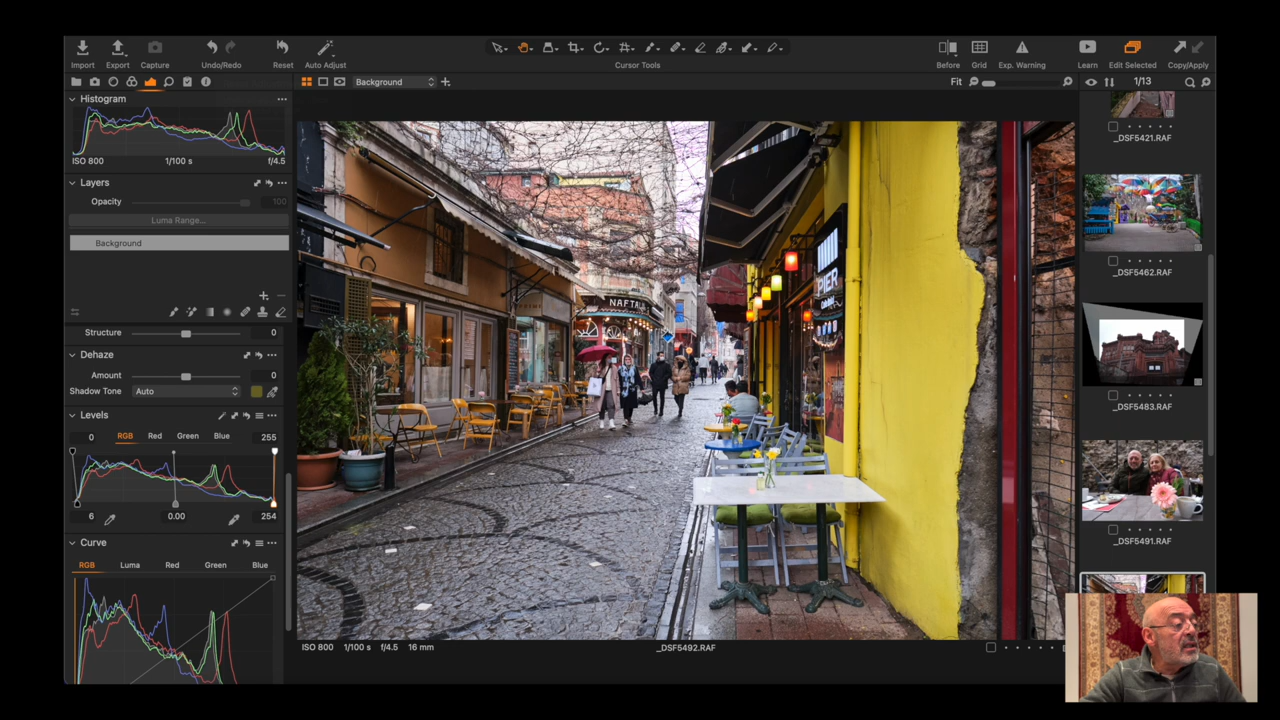 Import Export Capture Undo/Redo Reset Auto Adjust Cursor Tools Before Grid Exp. Warning Learn Edit Selected Copy/Apply
Background Fit 1/13
Histogram
ISO 800 1/100 s f/4.5
Layers
Opacity 100
Luma Range...
Background
Structure 0
Dehaze
Amount 0
Shadow Tone Auto
Levels
0 RGB Red Green Blue 255
6 0.00 254
Curve
RGB Luma Red Green Blue
NAFTALİN
PIER
ISO 800 1/100 s f/4.5 16 mm _DSF5492.RAF
_DSF5421.RAF
_DSF5462.RAF
_DSF5483.RAF
_DSF5491.RAF